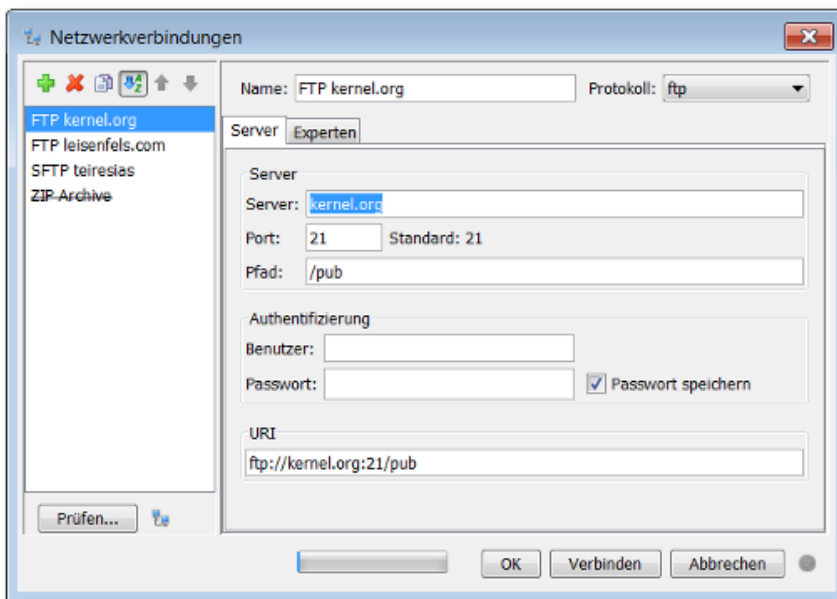 Netzwerkverbindungen
Name: FTP kernel.org Protokoll: ftp
FTP kernel.org
FTP leisenfels.com
SFTP teiresias
ZIP Archive
Server Experten
Server
Server: kernel.org
Port: 21 Standard: 21
Pfad: /pub
Authentifizierung
Benutzer:
Passwort: Passwort speichern
URI
ftp://kernel.org:21/pub
Prüfen...
OK Verbinden Abbrechen